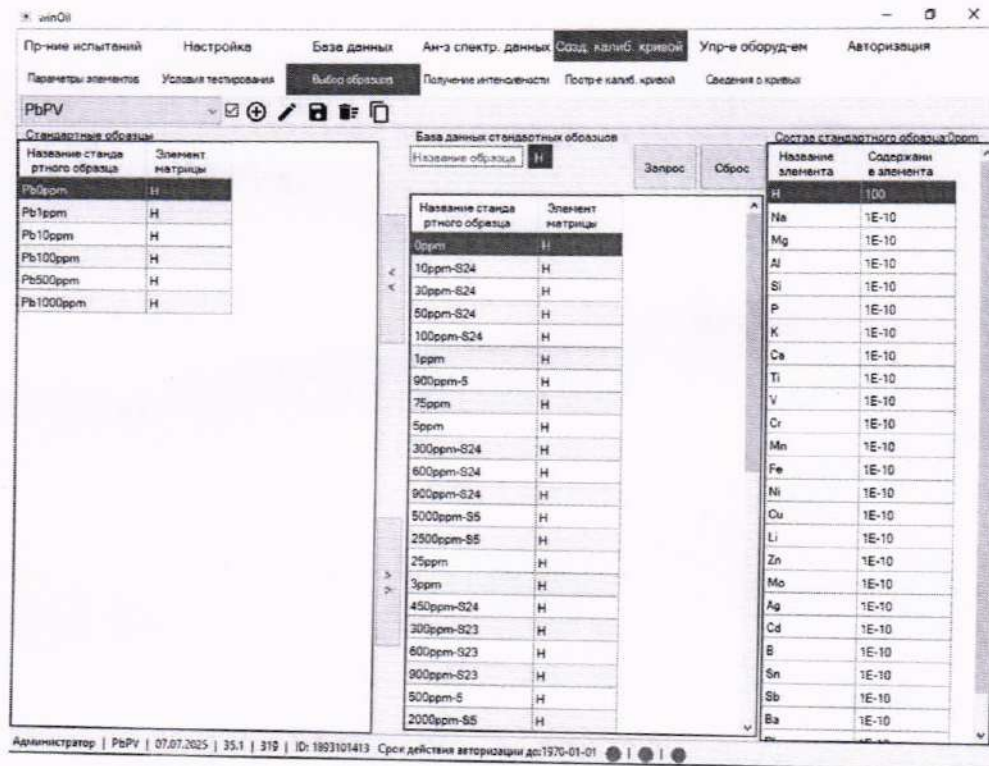 winOil
Пр-ние испытаний Настройка База данных Ан-з спектр. данных Созд. калиб. кривой Упр-е оборуд-ем Авторизация
Параметры элементов Условия тестирования Выбор образцов Получение интенсивности Постр-е калиб. кривой Сведения о кривых
PbPV
Стандартные образцы
Название станда
ртного образца
Элемент
матрицы
Pb0ppm H
Pb1ppm H
Pb10ppm H
Pb100ppm H
Pb500ppm H
Pb1000ppm H
<
<
>
>
База данных стандартных образцов
Название образца H Запрос Сброс
Название станда
ртного образца
Элемент
матрицы
0ppm H
10ppm-S24 H
30ppm-S24 H
50ppm-S24 H
100ppm-S24 H
1ppm H
900ppm-5 H
75ppm H
5ppm H
300ppm-S24 H
600ppm-S24 H
900ppm-S24 H
5000ppm-S5 H
2500ppm-S5 H
25ppm H
3ppm H
450ppm-S24 H
300ppm-S23 H
600ppm-S23 H
900ppm-S23 H
500ppm-5 H
2000ppm-S5 H
Состав стандартного образца:0ppm
Название
элемента
Содержани
е элемента
H 100
Na 1E-10
Mg 1E-10
Al 1E-10
Si 1E-10
P 1E-10
K 1E-10
Ca 1E-10
Ti 1E-10
V 1E-10
Cr 1E-10
Mn 1E-10
Fe 1E-10
Ni 1E-10
Cu 1E-10
Li 1E-10
Zn 1E-10
Mo 1E-10
Ag 1E-10
Cd 1E-10
B 1E-10
Sn 1E-10
Sb 1E-10
Ba 1E-10
Администратор | PbPV | 07.07.2025 | 35.1 | 319 | ID: 1893101413 Срок действия авторизации до:1970-01-01